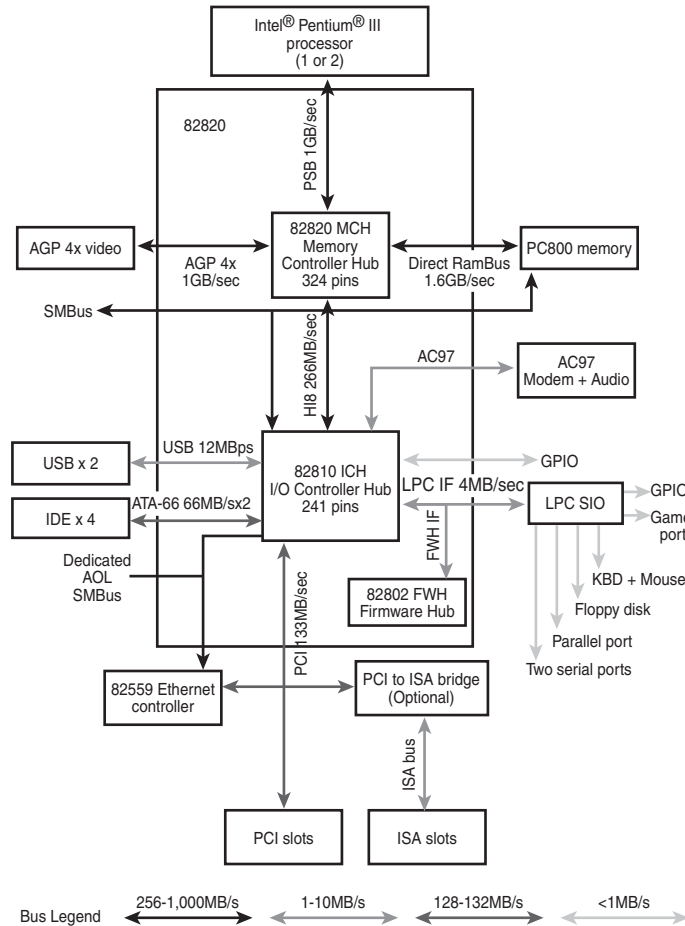 Intel® Pentium® III
processor
(1 or 2)
82820
PSB 1GB/sec
AGP 4x video
AGP 4x
1GB/sec
82820 MCH
Memory
Controller Hub
324 pins
Direct RamBus
1.6GB/sec
PC800 memory
SMBus
HI8 266MB/sec
AC97
AC97
Modem + Audio
USB x 2
USB 12MBps
82810 ICH
I/O Controller Hub
241 pins
GPIO
LPC IF 4MB/sec
IDE x 4
ATA-66 66MB/sx2
LPC SIO
GPIO
Game
port
FWH IF
Dedicated
AOL
SMBus
82802 FWH
Firmware Hub
KBD + Mouse
Floppy disk
Parallel port
Two serial ports
PCI 133MB/sec
82559 Ethernet
controller
PCI to ISA bridge
(Optional)
ISA bus
PCI slots
ISA slots
Bus Legend
256-1,000MB/s
1-10MB/s
128-132MB/s
<1MB/s